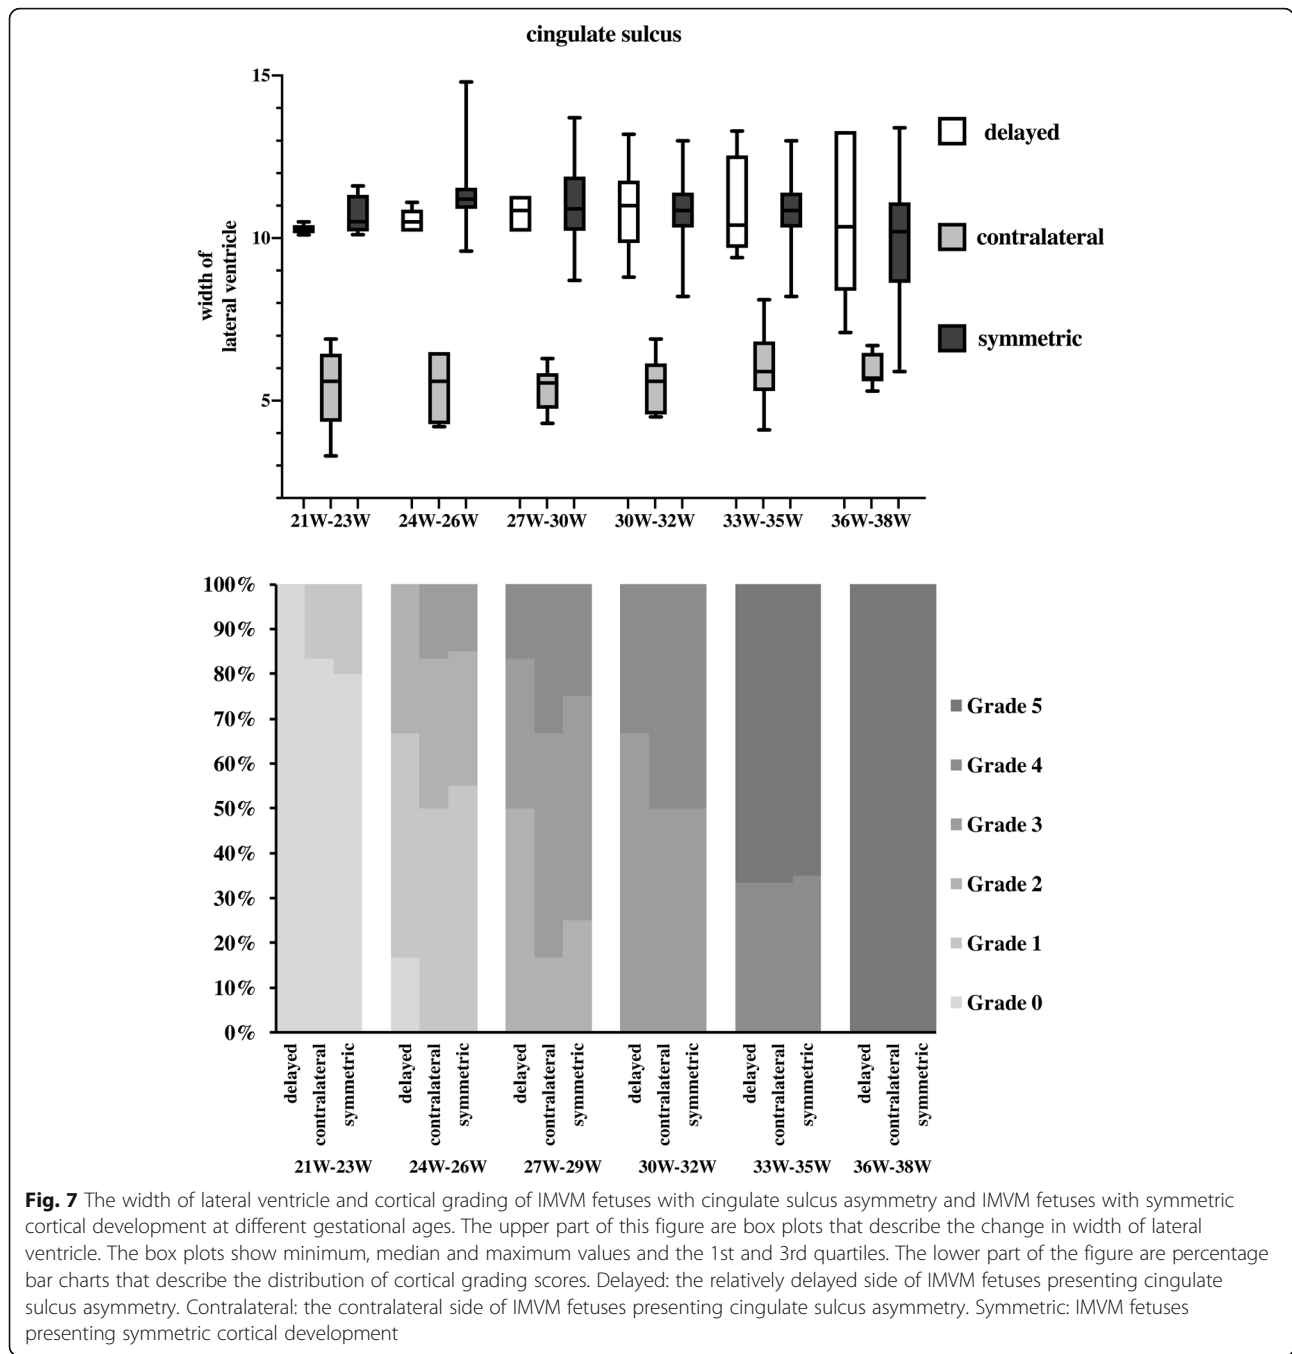 cingulate sulcus
15
10
5
width of
lateral ventricle
delayed
contralateral
symmetric
21W-23W 24W-26W 27W-30W 30W-32W 33W-35W 36W-38W
100%
90%
80%
70%
60%
50%
40%
30%
20%
10%
0%
Grade 5
Grade 4
Grade 3
Grade 2
Grade 1
Grade 0
delayed contralateral symmetric delayed contralateral symmetric delayed contralateral symmetric delayed contralateral symmetric delayed contralateral symmetric delayed contralateral symmetric
21W-23W 24W-26W 27W-29W 30W-32W 33W-35W 36W-38W
Fig. 7 The width of lateral ventricle and cortical grading of IMVM fetuses with cingulate sulcus asymmetry and IMVM fetuses with symmetric
cortical development at different gestational ages. The upper part of this figure are box plots that describe the change in width of lateral
ventricle. The box plots show minimum, median and maximum values and the 1st and 3rd quartiles. The lower part of the figure are percentage
bar charts that describe the distribution of cortical grading scores. Delayed: the relatively delayed side of IMVM fetuses presenting cingulate
sulcus asymmetry. Contralateral: the contralateral side of IMVM fetuses presenting cingulate sulcus asymmetry. Symmetric: IMVM fetuses
presenting symmetric cortical development